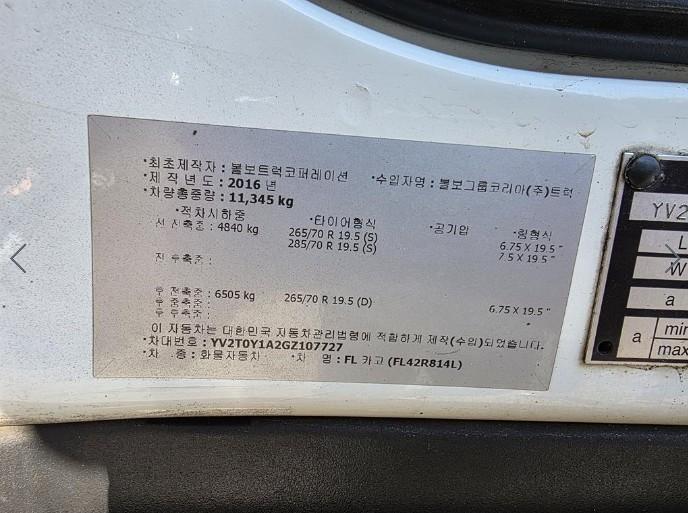 ·최초제작자 : 볼보트럭코퍼레이션 ·수입자명 : 볼보그룹코리아(주)트럭
·제 작 년 도 : 2016 년
·차량총중량 : 11,345 kg
·적차시하중 ·타이어형식 ·공기압 ·림형식
전 전축중 : 4840 kg 265/70 R 19.5 (S) 6.75 X 19.5 "
285/70 R 19.5 (S) 7.5 X 19.5 "
전 후축중 :
후 전축중 : 6505 kg 265/70 R 19.5 (D) 6.75 X 19.5 "
후 중축중 :
후 후축중 :
이 자동차는 대한민국 자동차관리법령에 적합하게 제작(수입)되었습니다.
·차대번호 : YV2T0Y1A2GZ107727
·차 종 : 화물자동차 ·차 명 : FL 카고 (FL42R814L)
YV2
L
W
a
a min
max